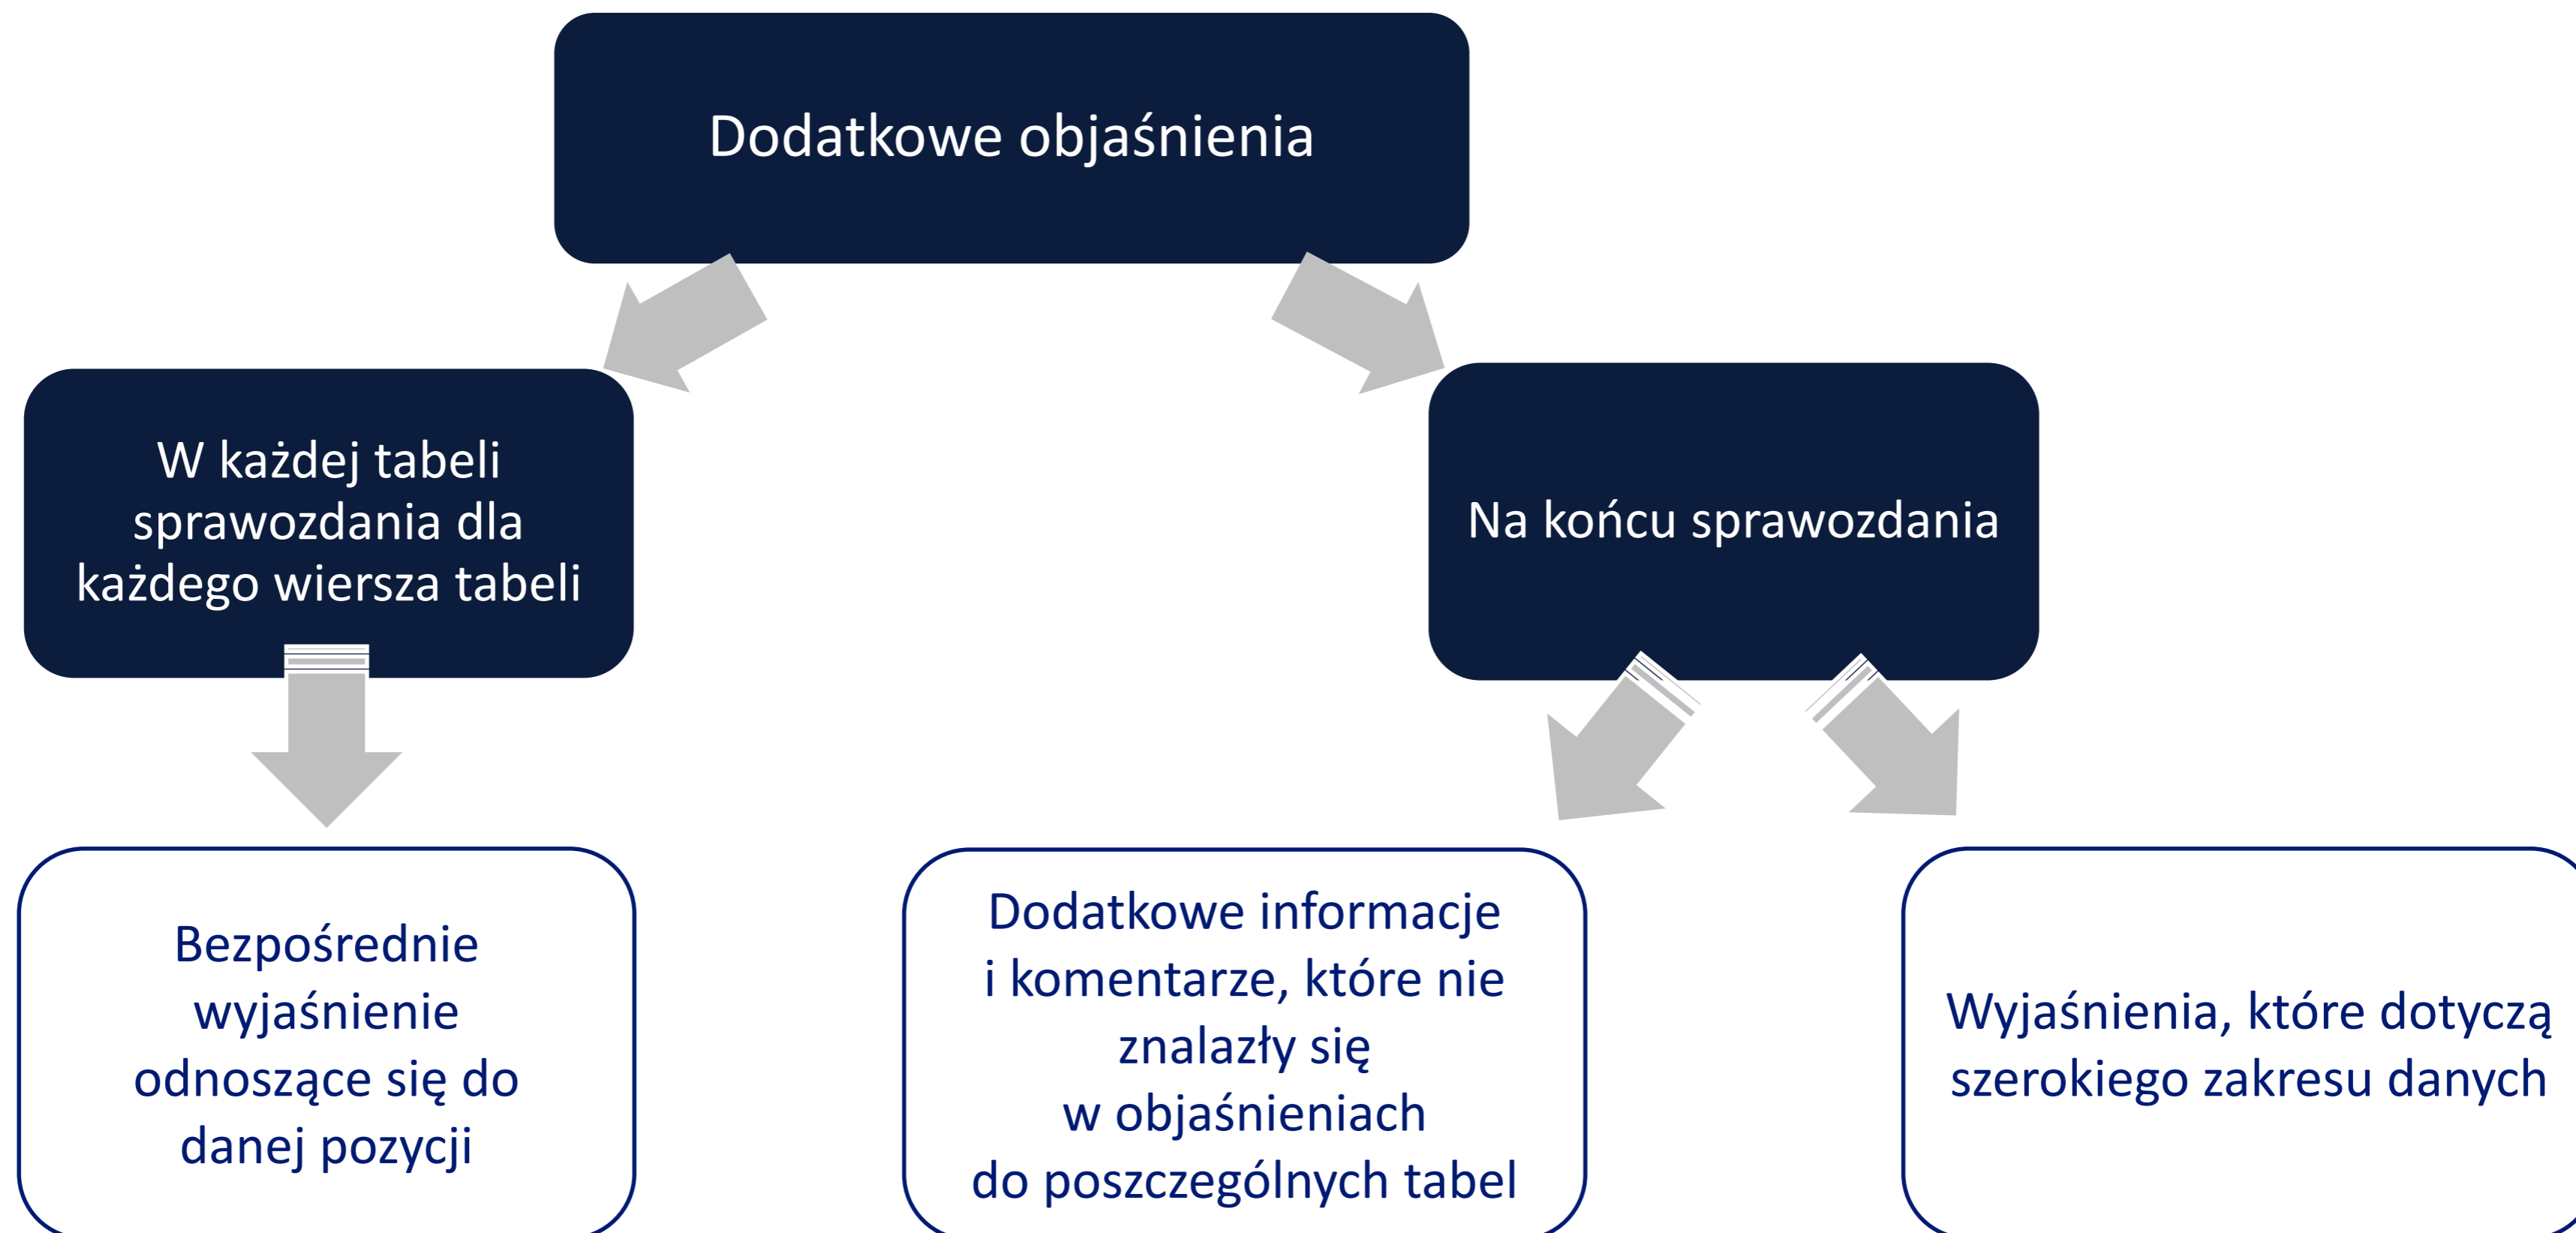 Dodatkowe objaśnienia
W każdej tabeli
sprawozdania dla
każdego wiersza tabeli
Na końcu sprawozdania
Bezpośrednie
wyjaśnienie
odnoszące się do
danej pozycji
Dodatkowe informacje
i komentarze, które nie
znalazły się
w objaśnieniach
do poszczególnych tabel
Wyjaśnienia, które dotyczą
szerokiego zakresu danych